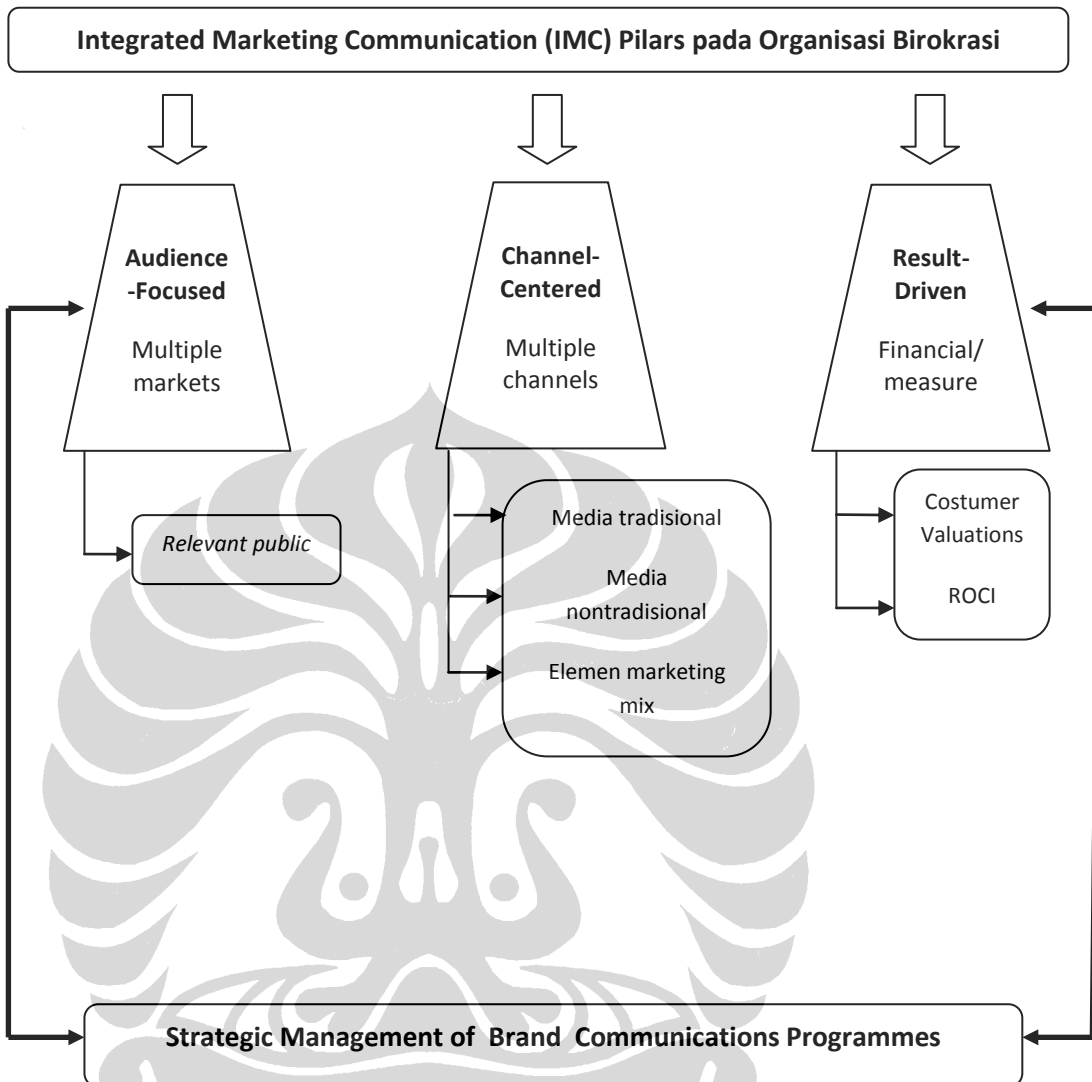 Integrated Marketing Communication (IMC) Pilars pada Organisasi Birokrasi
Audience
-Focused
Multiple
markets
Relevant public
Channel-
Centered
Multiple
channels
Media tradisional
Media
nontradisional
Elemen marketing
mix
Result-
Driven
Financial/
measure
Costumer
Valuations
ROCI
Strategic Management of Brand Communications Programmes